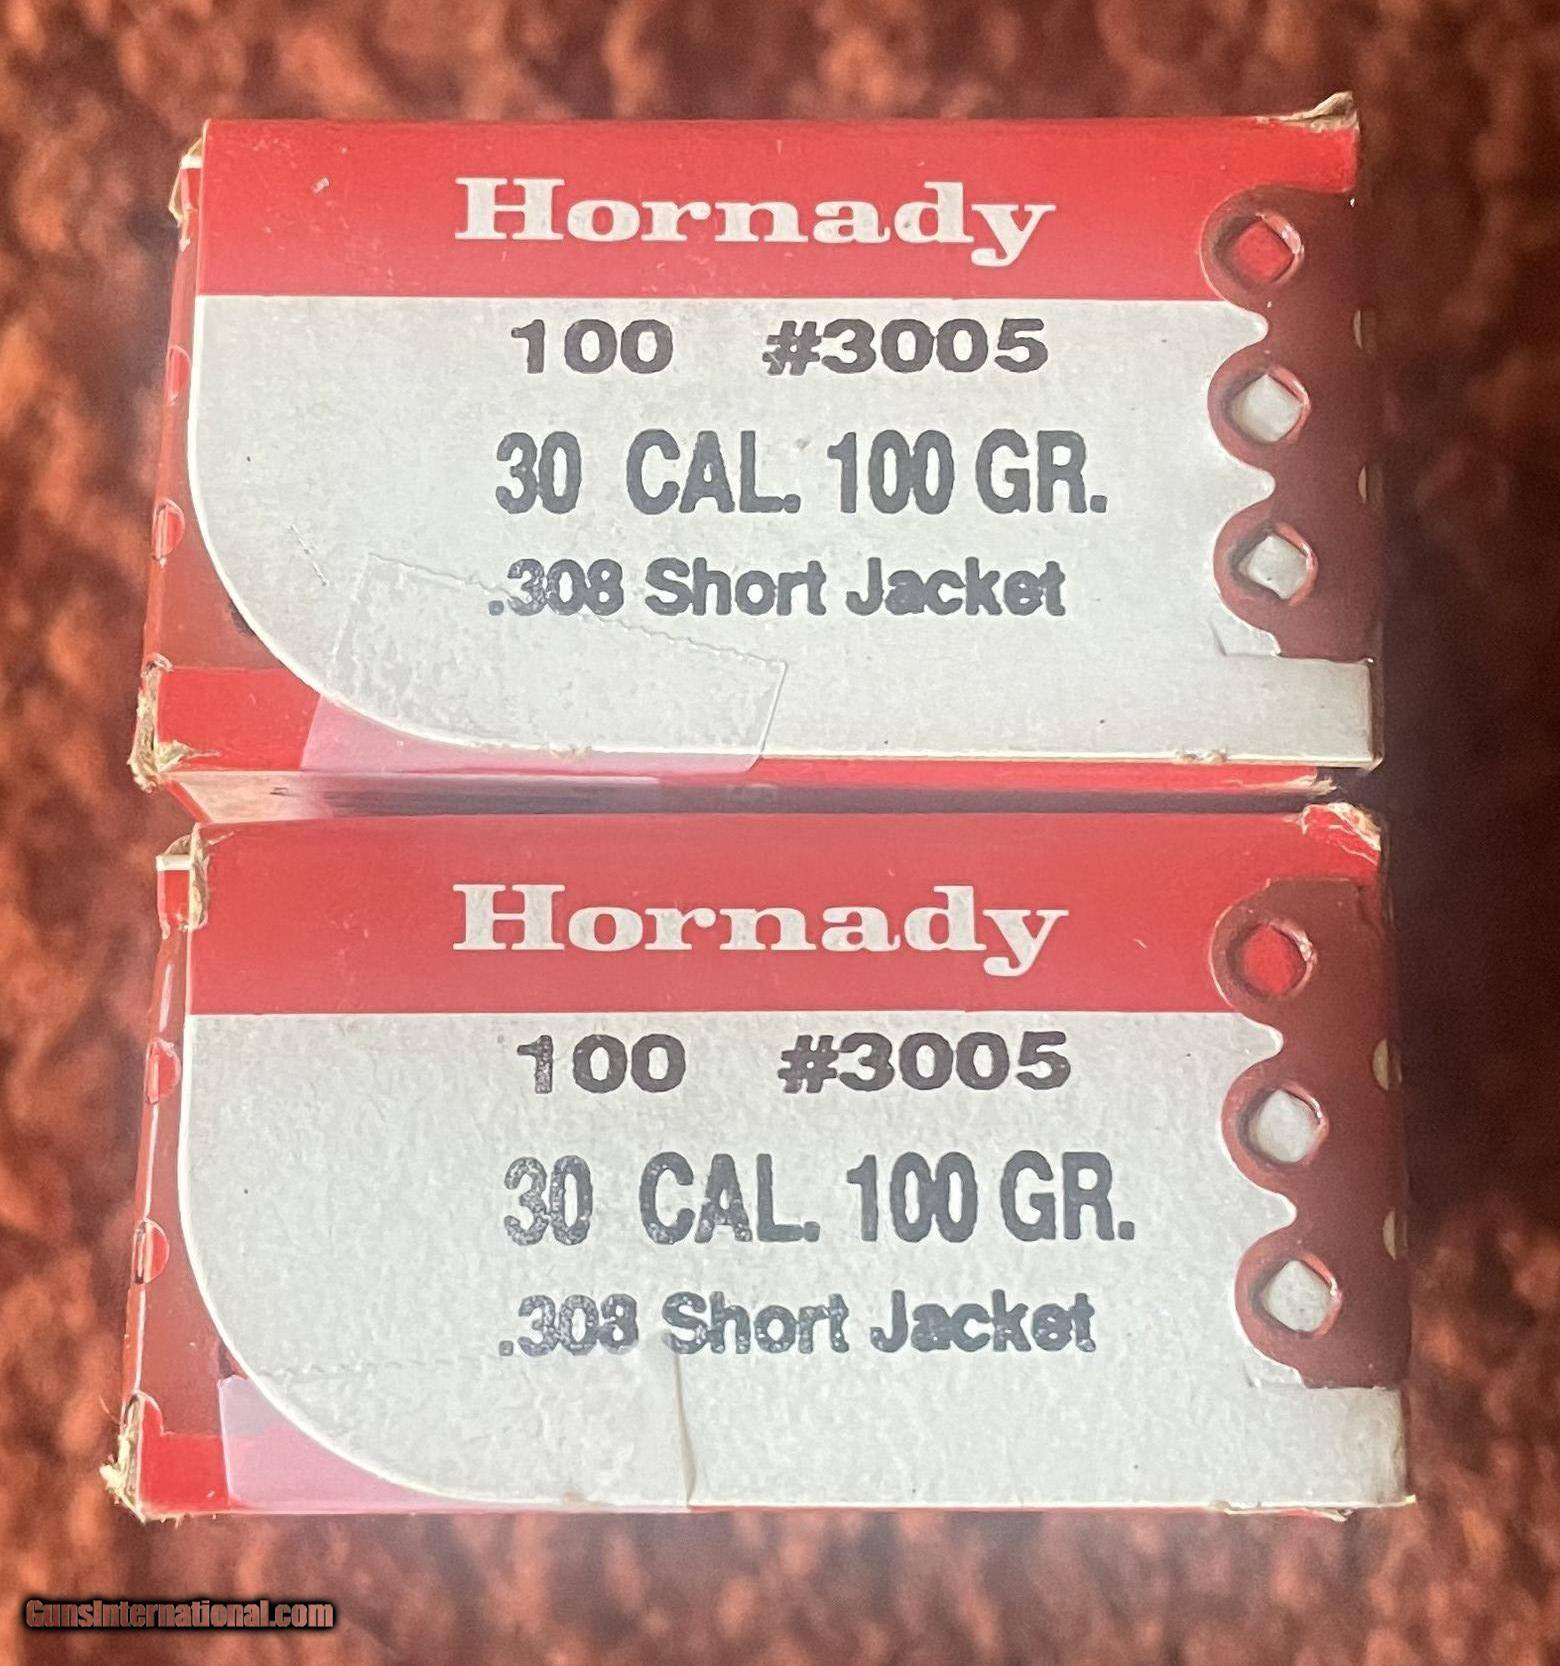 Hornady
100 #3005
30 CAL. 100 GR.
.308 Short Jacket
Hornady
100 #3005
30 CAL. 100 GR.
.308 Short Jacket
GunsInternational.com